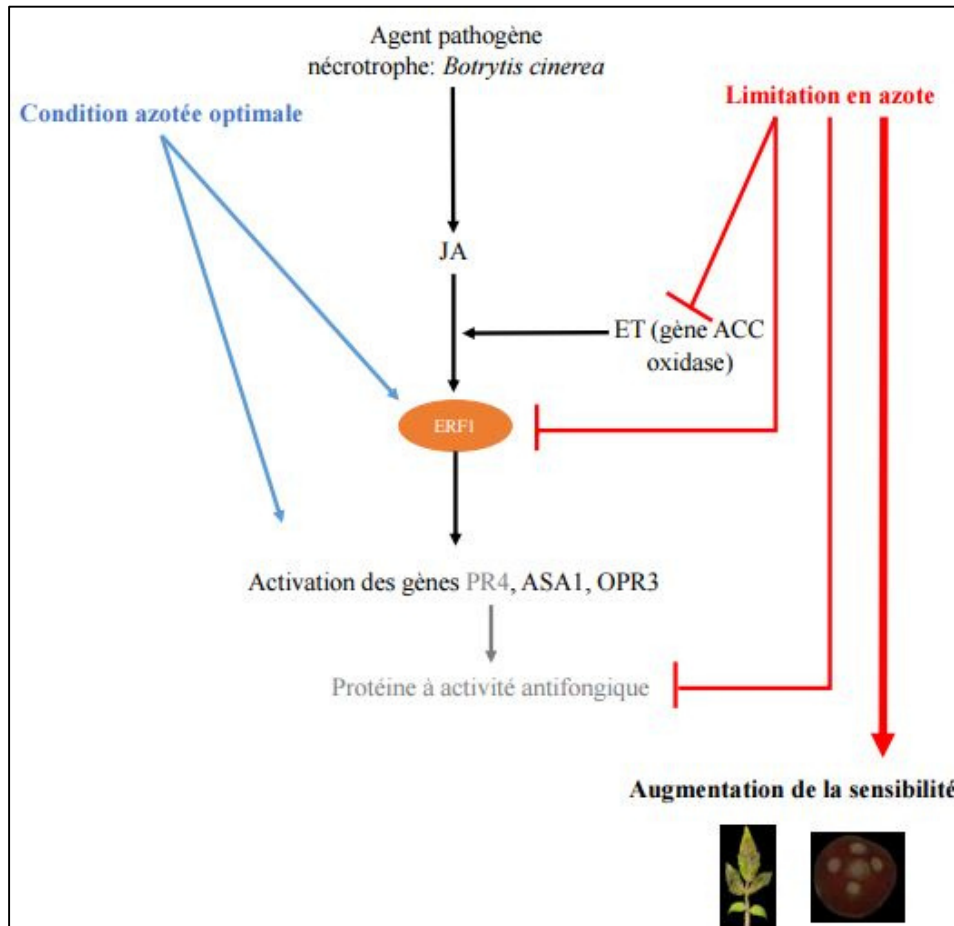 Agent pathogène
nécrotrophe: Botrytis cinerea
Condition azotée optimale
Limitation en azote
JA
ET (gène ACC
oxidase)
ERF1
Activation des gènes PR4, ASA1, OPR3
Protéine à activité antifongique
Augmentation de la sensibilité